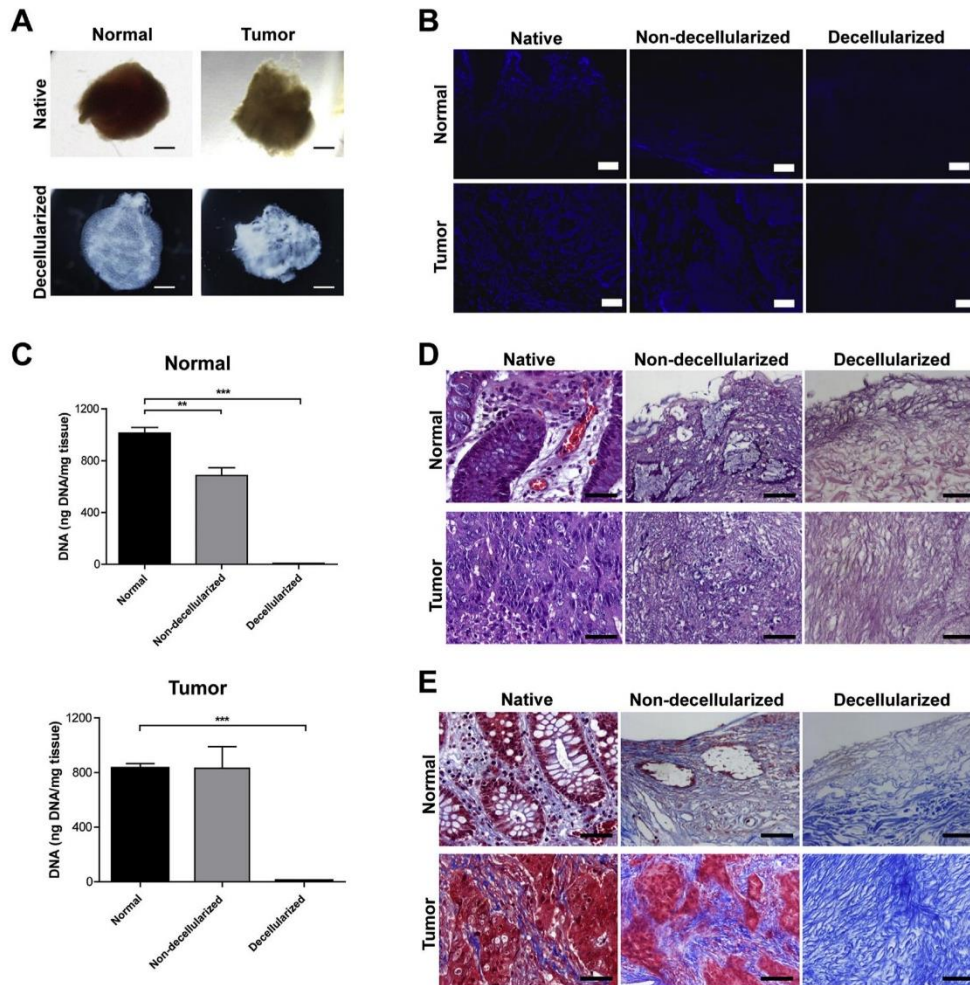 A
Normal Tumor
Native
Decellularized
B
Native Non-decellularized Decellularized
Normal
Tumor
C
Normal
***
**
DNA (ng DNA/mg tissue)
1200
800
400
0
Normal
Non-decellularized
Decellularized
Tumor
***
DNA (ng DNA/mg tissue)
1200
800
400
0
Normal
Non-decellularized
Decellularized
D
Native Non-decellularized Decellularized
Normal
Tumor
E
Native Non-decellularized Decellularized
Normal
Tumor